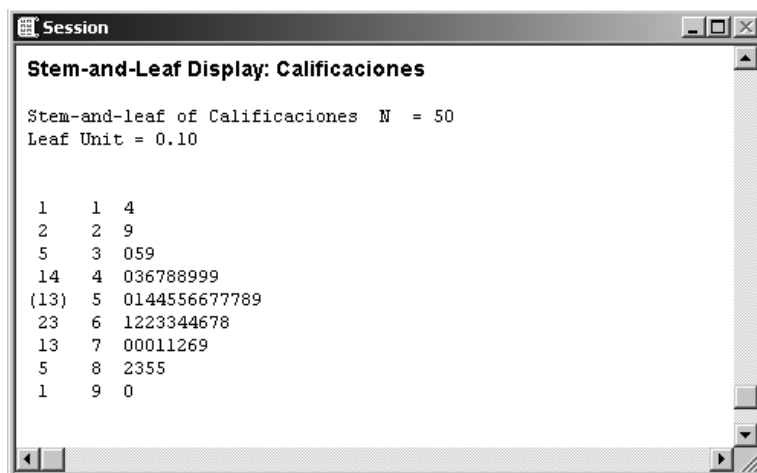 Session
Stem-and-Leaf Display: Calificaciones
Stem-and-leaf of Calificaciones  N  = 50
Leaf Unit = 0.10
1    1  4
2    2  9
5    3  059
14    4  036788999
(13)   5  0144556677789
23    6  1223344678
13    7  00011269
5    8  2355
1    9  0